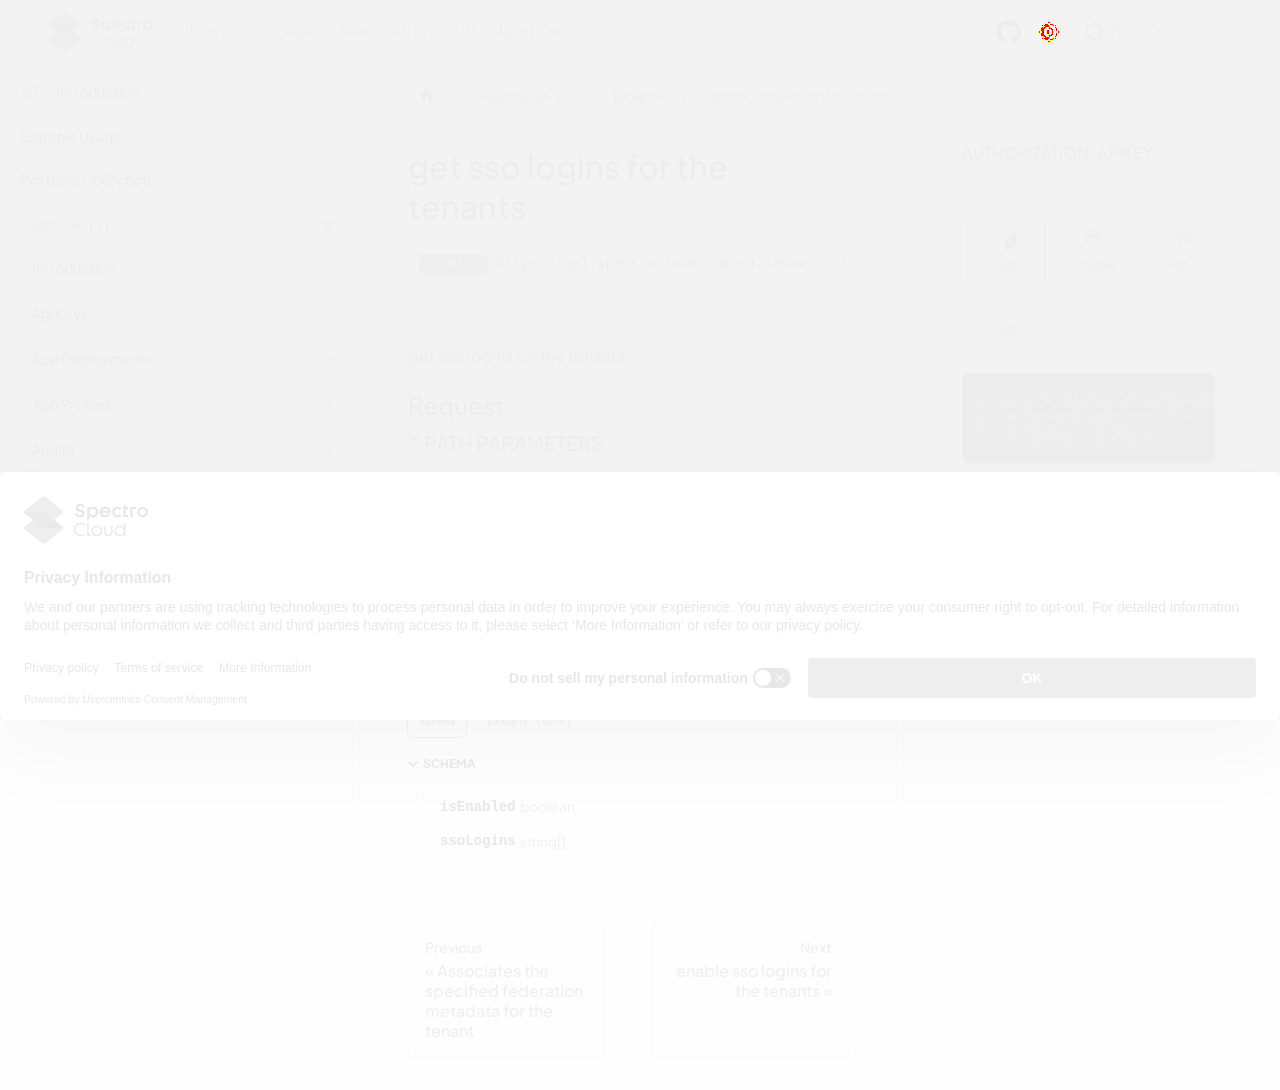 Spectro Cloud
Docs Tutorials Downloads API latest
Search
Introduction
Example Usage
Postman Collection
Palette API V1
Introduction
Api Keys
App Deployments
App Profiles
Audits
Palette API V1 Tenants get sso logins for the tenants
get sso logins for the
tenants
GET https://api.spectrocloud.com/v1/tenants/:t
get sso logins for the tenants
Request
PATH PARAMETERS
AUTHORIZATION: APIKEY
CURL PYTHON GO
CURL
Spectro
Cloud
Privacy Information
We and our partners are using tracking technologies to process personal data in order to improve your experience. You may always exercise your consumer right to opt-out. For detailed information
about personal information we collect and third parties having access to it, please select 'More Information' or refer to our privacy policy.
Privacy policy Terms of service More Information
Powered by Usercentrics Consent Management
Do not sell my personal information
OK
Schema Example (auto)
SCHEMA
isEnabled boolean
ssoLogins string[]
Previous
« Associates the
specified federation
metadata for the
tenant
Next
enable sso logins for
the tenants »